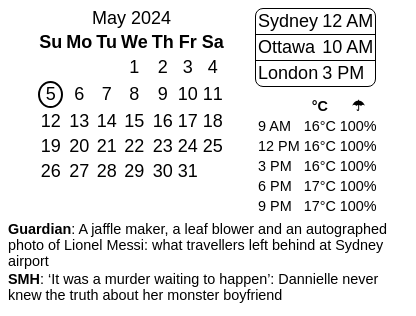 May 2024
Su Mo Tu We Th Fr Sa
1 2 3 4
5 6 7 8 9 10 11
12 13 14 15 16 17 18
19 20 21 22 23 24 25
26 27 28 29 30 31
Sydney 12 AM
Ottawa 10 AM
London 3 PM
°C ☂
9 AM 16°C 100%
12 PM 16°C 100%
3 PM 16°C 100%
6 PM 17°C 100%
9 PM 17°C 100%
Guardian: A jaffle maker, a leaf blower and an autographed
photo of Lionel Messi: what travellers left behind at Sydney
airport
SMH: ‘It was a murder waiting to happen’: Dannielle never
knew the truth about her monster boyfriend